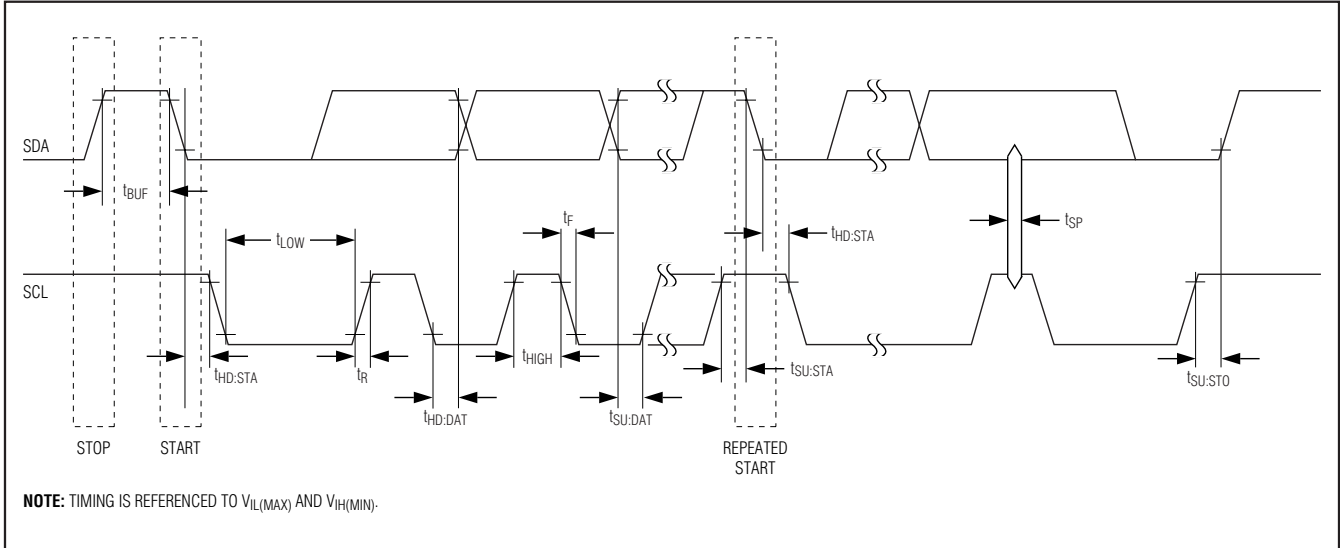 SDA
tBUF
tLOW
tF
tHD:STA
tSP
SCL
tHD:STA
tR
tHIGH
tHD:DAT
tSU:DAT
tSU:STA
tSU:STO
STOP
START
REPEATED
START
NOTE: TIMING IS REFERENCED TO VIL(MAX) AND VIH(MIN).